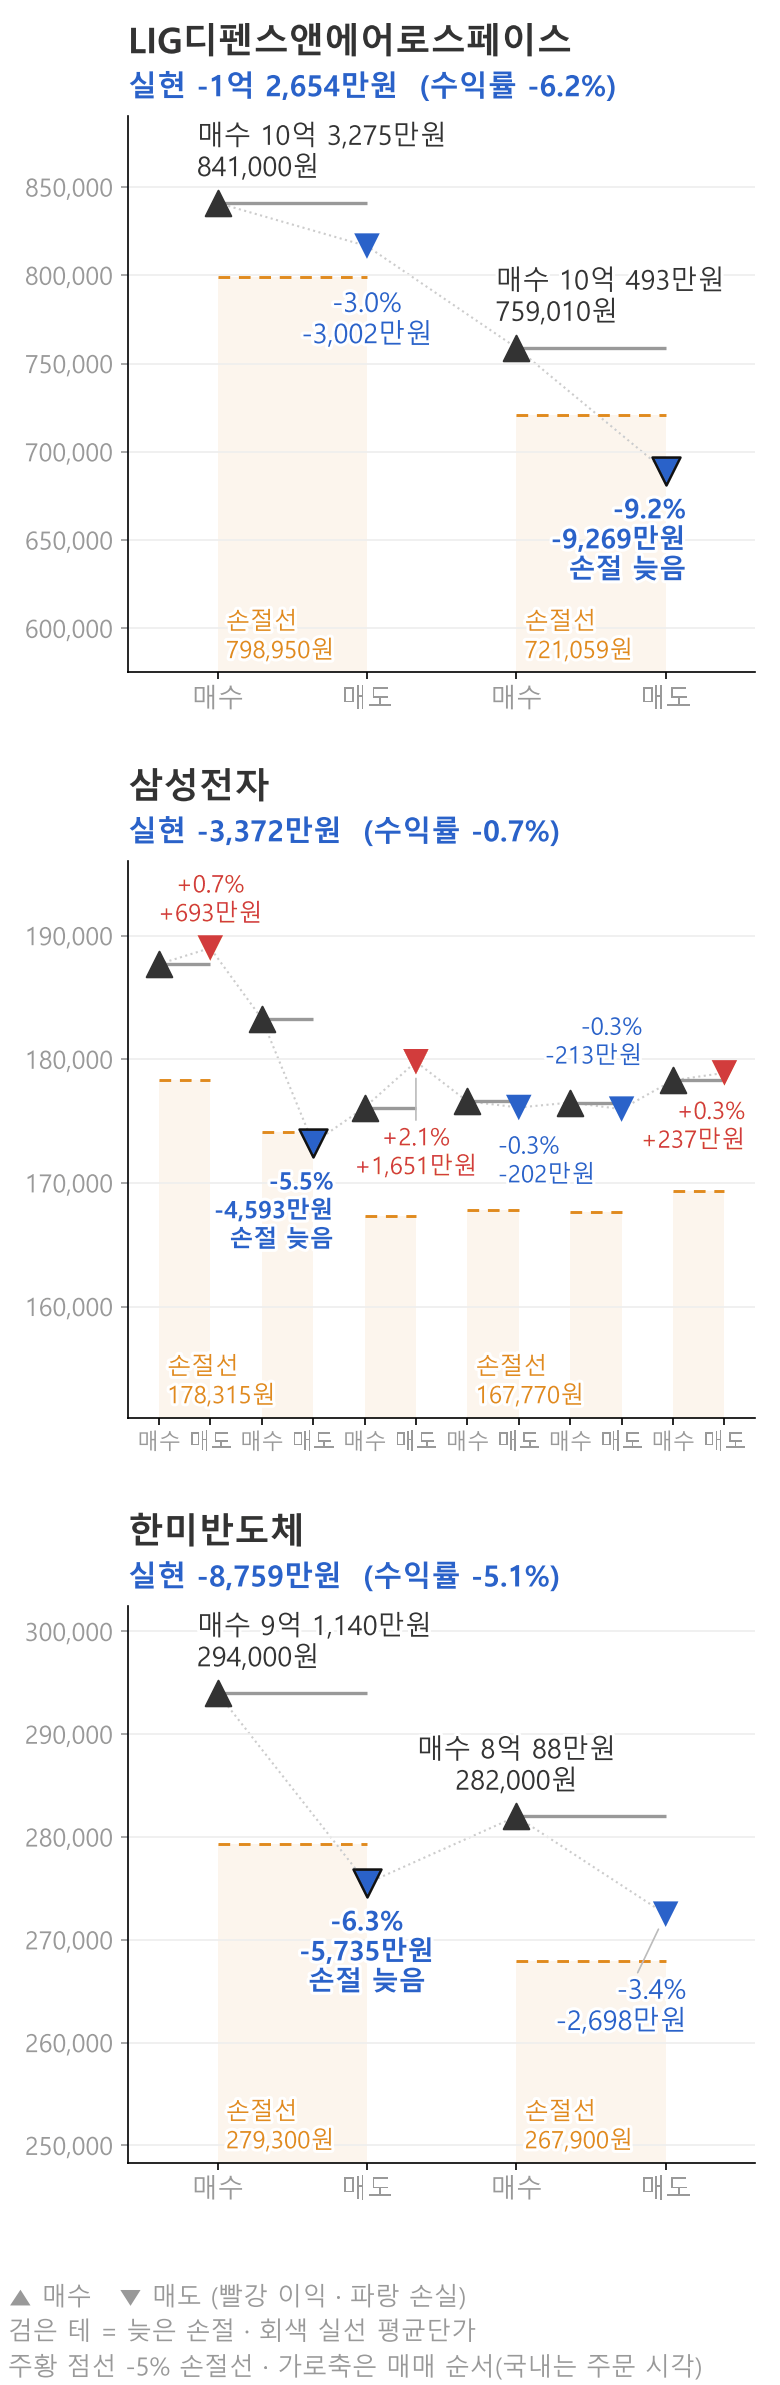 LIG디펜스앤에어로스페이스
실현 -1억 2,654만원 (수익률 -6.2%)
매수 10억 3,275만원
841,000원
850,000
800,000
매수 10억 493만원
759,010원
-3.0%
-3,002만원
750,000
700,000
-9.2%
-9,269만원
손절 늦음
650,000
600,000
손절선
798,950원
손절선
721,059원
매수 매도 매수 매도
삼성전자
실현 -3,372만원 (수익률 -0.7%)
+0.7%
+693만원
190,000
-0.3%
-213만원
180,000
+0.3%
+237만원
+2.1%
+1,651만원
-0.3%
-202만원
170,000
-5.5%
-4,593만원
손절 늦음
160,000
손절선
178,315원
손절선
167,770원
매수 매도 매수 매도 매수 매도 매수 매도 매수 매도 매수 매도
한미반도체
실현 -8,759만원 (수익률 -5.1%)
매수 9억 1,140만원
294,000원
300,000
290,000
매수 8억 88만원
282,000원
280,000
-6.3%
-5,735만원
손절 늦음
270,000
-3.4%
-2,698만원
260,000
손절선
279,300원
손절선
267,900원
250,000
매수 매도 매수 매도
▲ 매수 ▼ 매도 (빨강 이익 · 파랑 손실)
검은 테 = 늦은 손절 · 회색 실선 평균단가
주황 점선 -5% 손절선 · 가로축은 매매 순서(국내는 주문 시각)